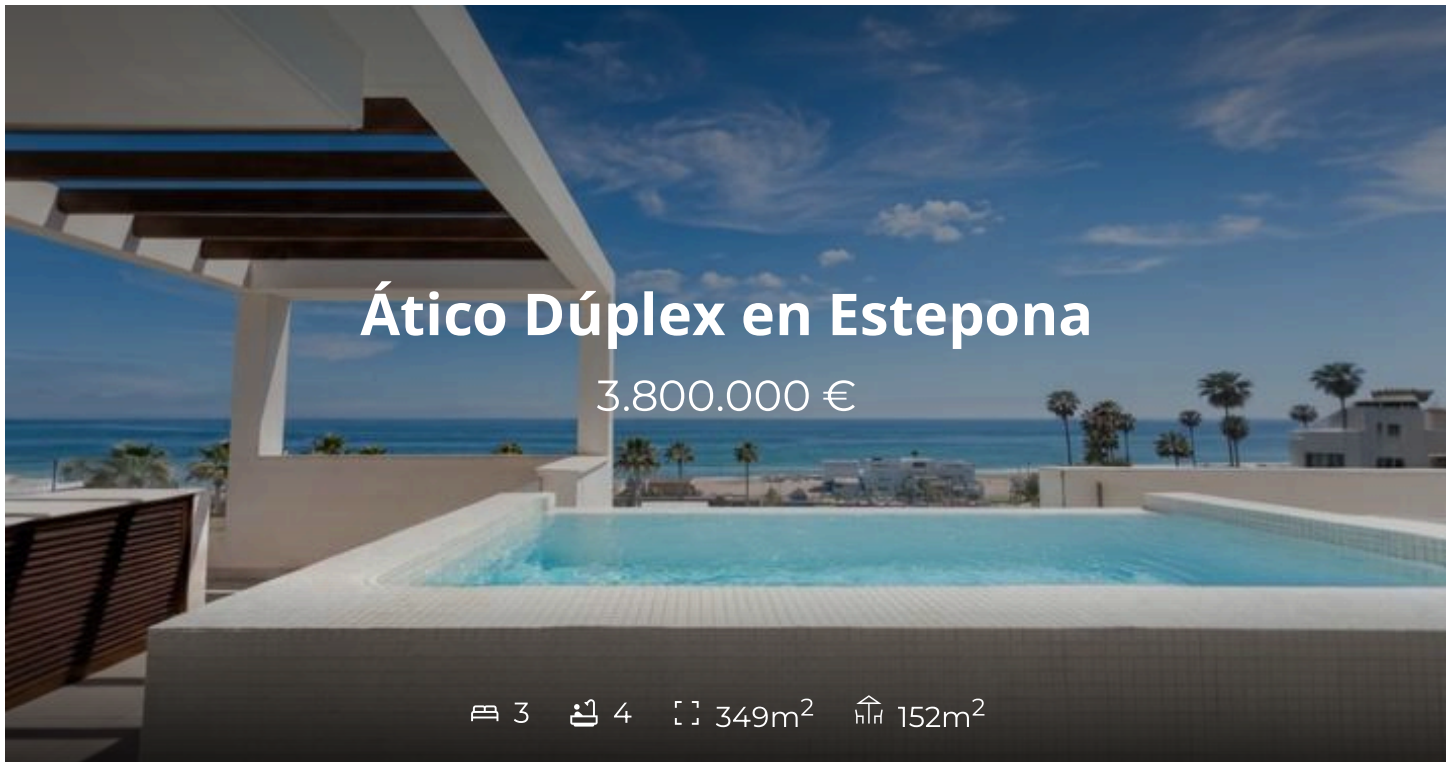 Ático Dúplex en Estepona
3.800.000 €
3 4 349m² 152m²